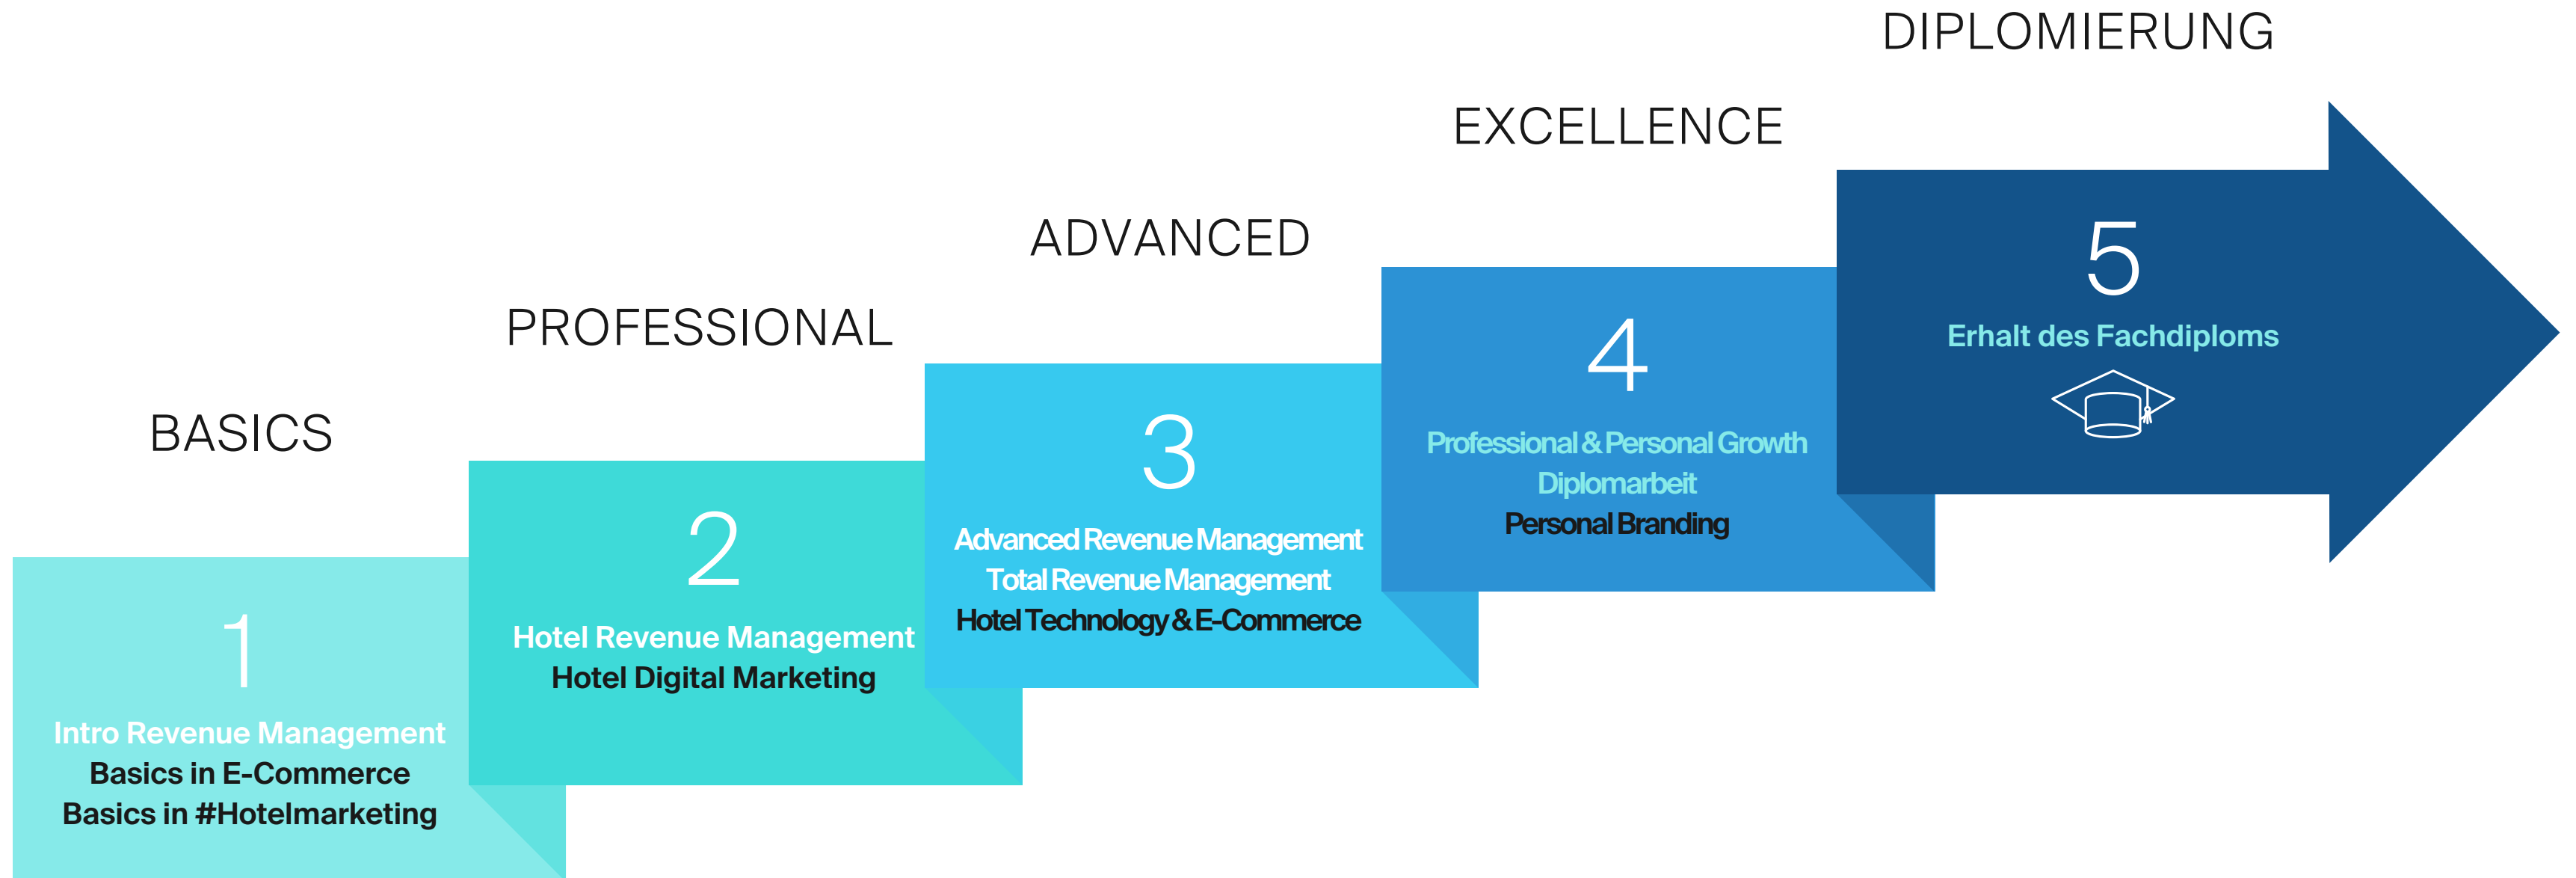 BASICS
1
Intro Revenue Management
Basics in E-Commerce
Basics in #Hotelmarketing
PROFESSIONAL
2
Hotel Revenue Management
Hotel Digital Marketing
ADVANCED
3
Advanced Revenue Management
Total Revenue Management
Hotel Technology & E-Commerce
EXCELLENCE
4
Professional & Personal Growth
Diplomarbeit
Personal Branding
DIPLOMIERUNG
5
Erhalt des Fachdiploms